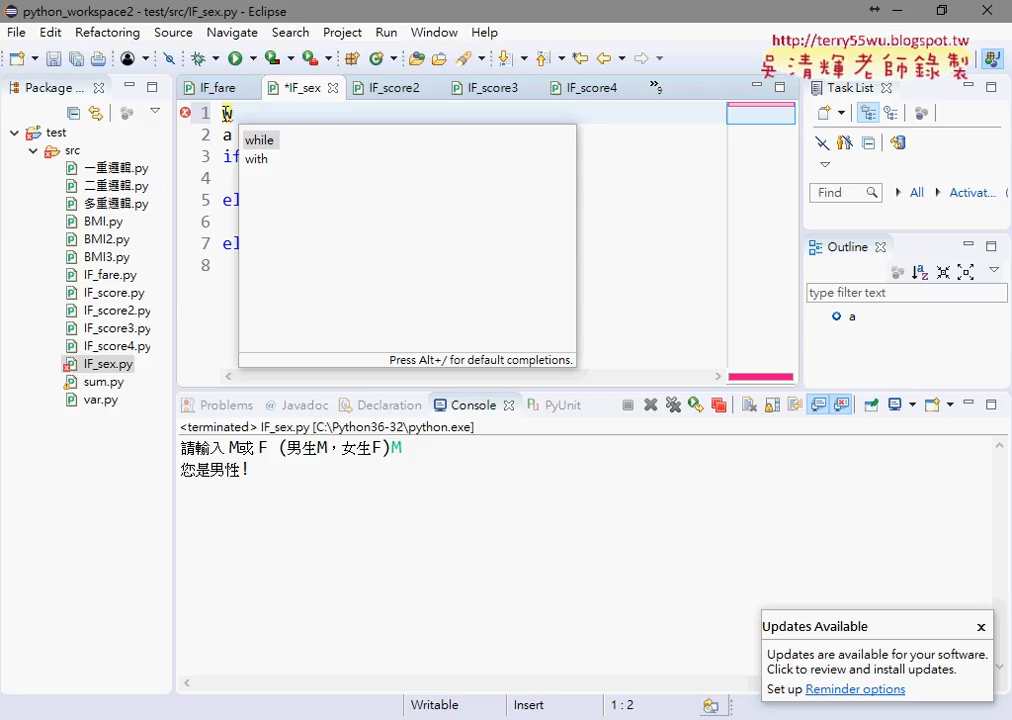 python_workspace2 - test/src/IF_sex.py - Eclipse
File Edit Refactoring Source Navigate Search Project Run Window Help
http://terry55wu.blogspot.tw
吳清輝老師錄製
Package ...
IF_fare
*IF_sex
IF_score2
IF_score3
IF_score4
»9
Task List
test
src
一重邏輯.py
二重邏輯.py
多重邏輯.py
BMI.py
BMI2.py
BMI3.py
IF_fare.py
IF_score.py
IF_score2.py
IF_score3.py
IF_score4.py
IF_sex.py
sum.py
var.py
1 w
2 a
3 if
4
5 el
6
7 el
8
while
with
Press Alt+/ for default completions.
Find All Activat...
Outline
type filter text
a
Problems @ Javadoc Declaration Console PyUnit
<terminated> IF_sex.py [C:\Python36-32\python.exe]
請輸入M或 F (男生M，女生F)M
您是男性!
Updates Available x
Updates are available for your software.
Click to review and install updates.
Set up Reminder options
Writable Insert 1 : 2